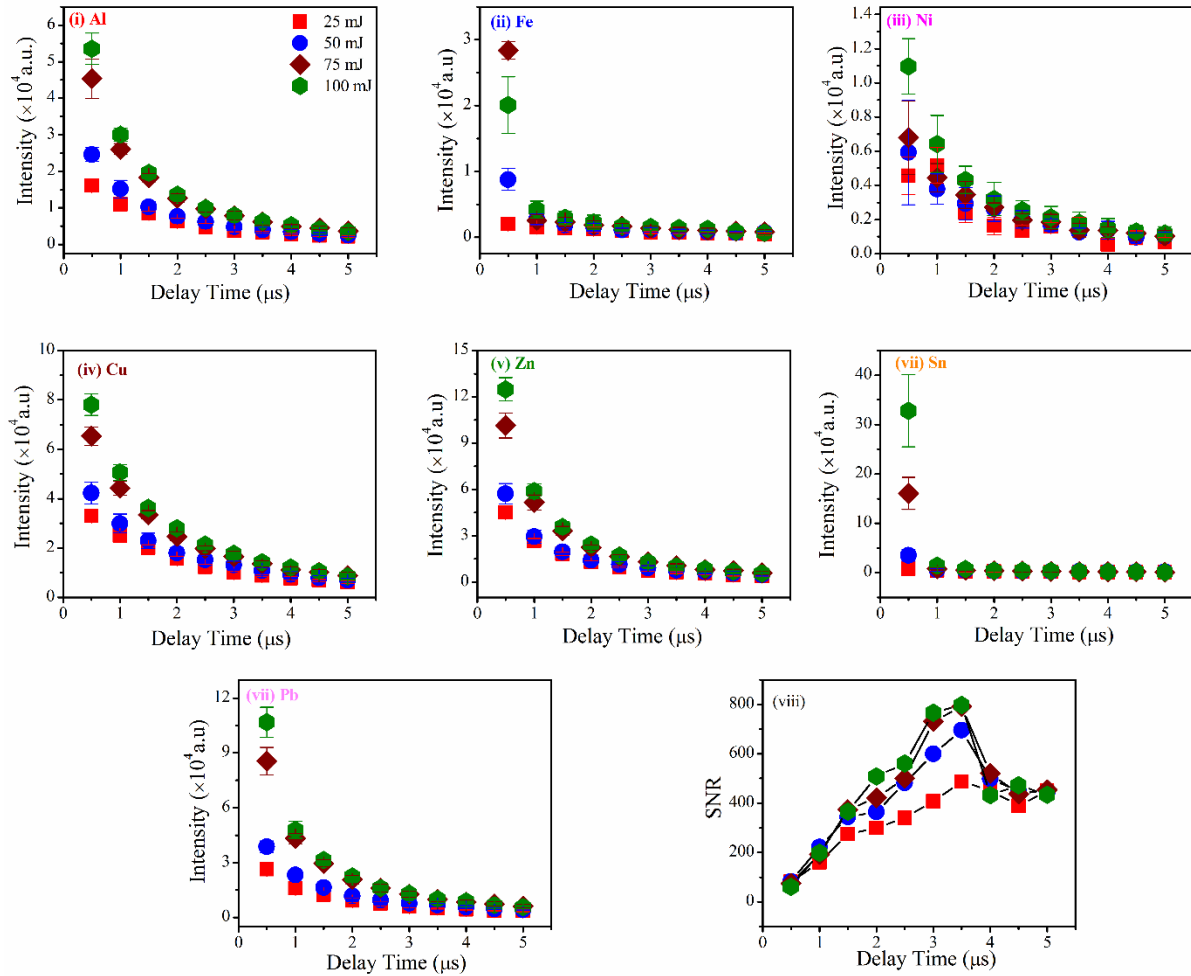 (i) Al
25 mJ
50 mJ
75 mJ
100 mJ
Intensity (×10⁴a.u.)
6
5
4
3
2
1
0
0 1 2 3 4 5
Delay Time (μs)
(ii) Fe
Intensity (×10⁴a.u.)
3
2
1
0
0 1 2 3 4 5
Delay Time (μs)
(iii) Ni
Intensity (×10⁴a.u.)
1.4
1.2
1.0
0.8
0.6
0.4
0.2
0.0
0 1 2 3 4 5
Delay Time (μs)
(iv) Cu
Intensity (×10⁴a.u)
10
8
6
4
2
0
0 1 2 3 4 5
Delay Time (μs)
(v) Zn
Intensity (×10⁴a.u)
15
12
9
6
3
0
0 1 2 3 4 5
Delay Time (μs)
(vii) Sn
Intensity (×10⁴a.u.)
50
40
30
20
10
0
0 1 2 3 4 5
Delay Time (μs)
(vii) Pb
Intensity (×10⁴a.u)
12
9
6
3
0
0 1 2 3 4 5
Delay Time (μs)
(viii)
SNR
800
600
400
200
0
0 1 2 3 4 5
Delay Time (μs)